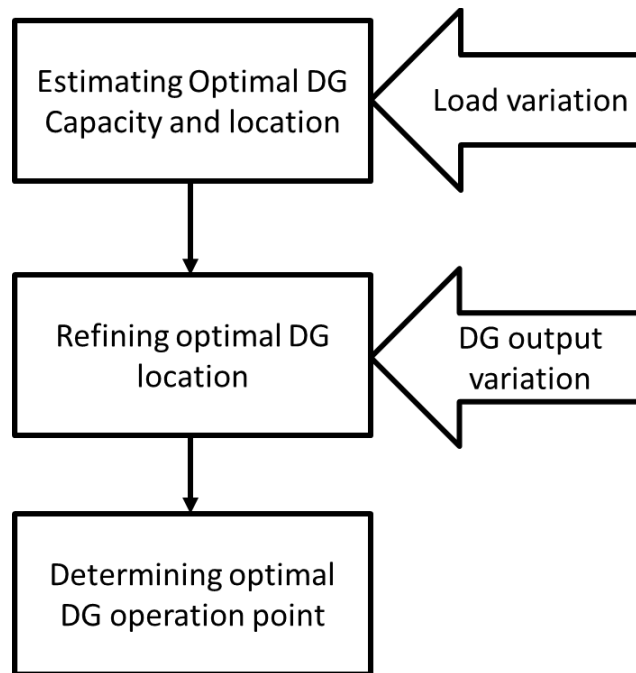 Estimating Optimal DG
Capacity and location
Load variation
Refining optimal DG
location
DG output
variation
Determining optimal
DG operation point